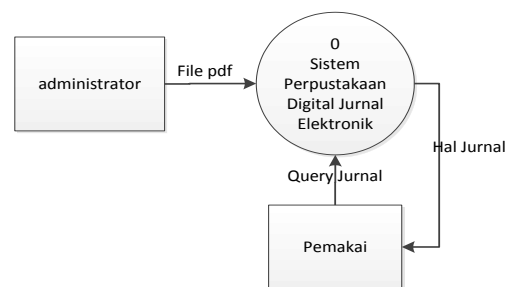 administrator
File pdf
0
Sistem
Perpustakaan
Digital Jurnal
Elektronik
Hal Jurnal
Query Jurnal
Pemakai